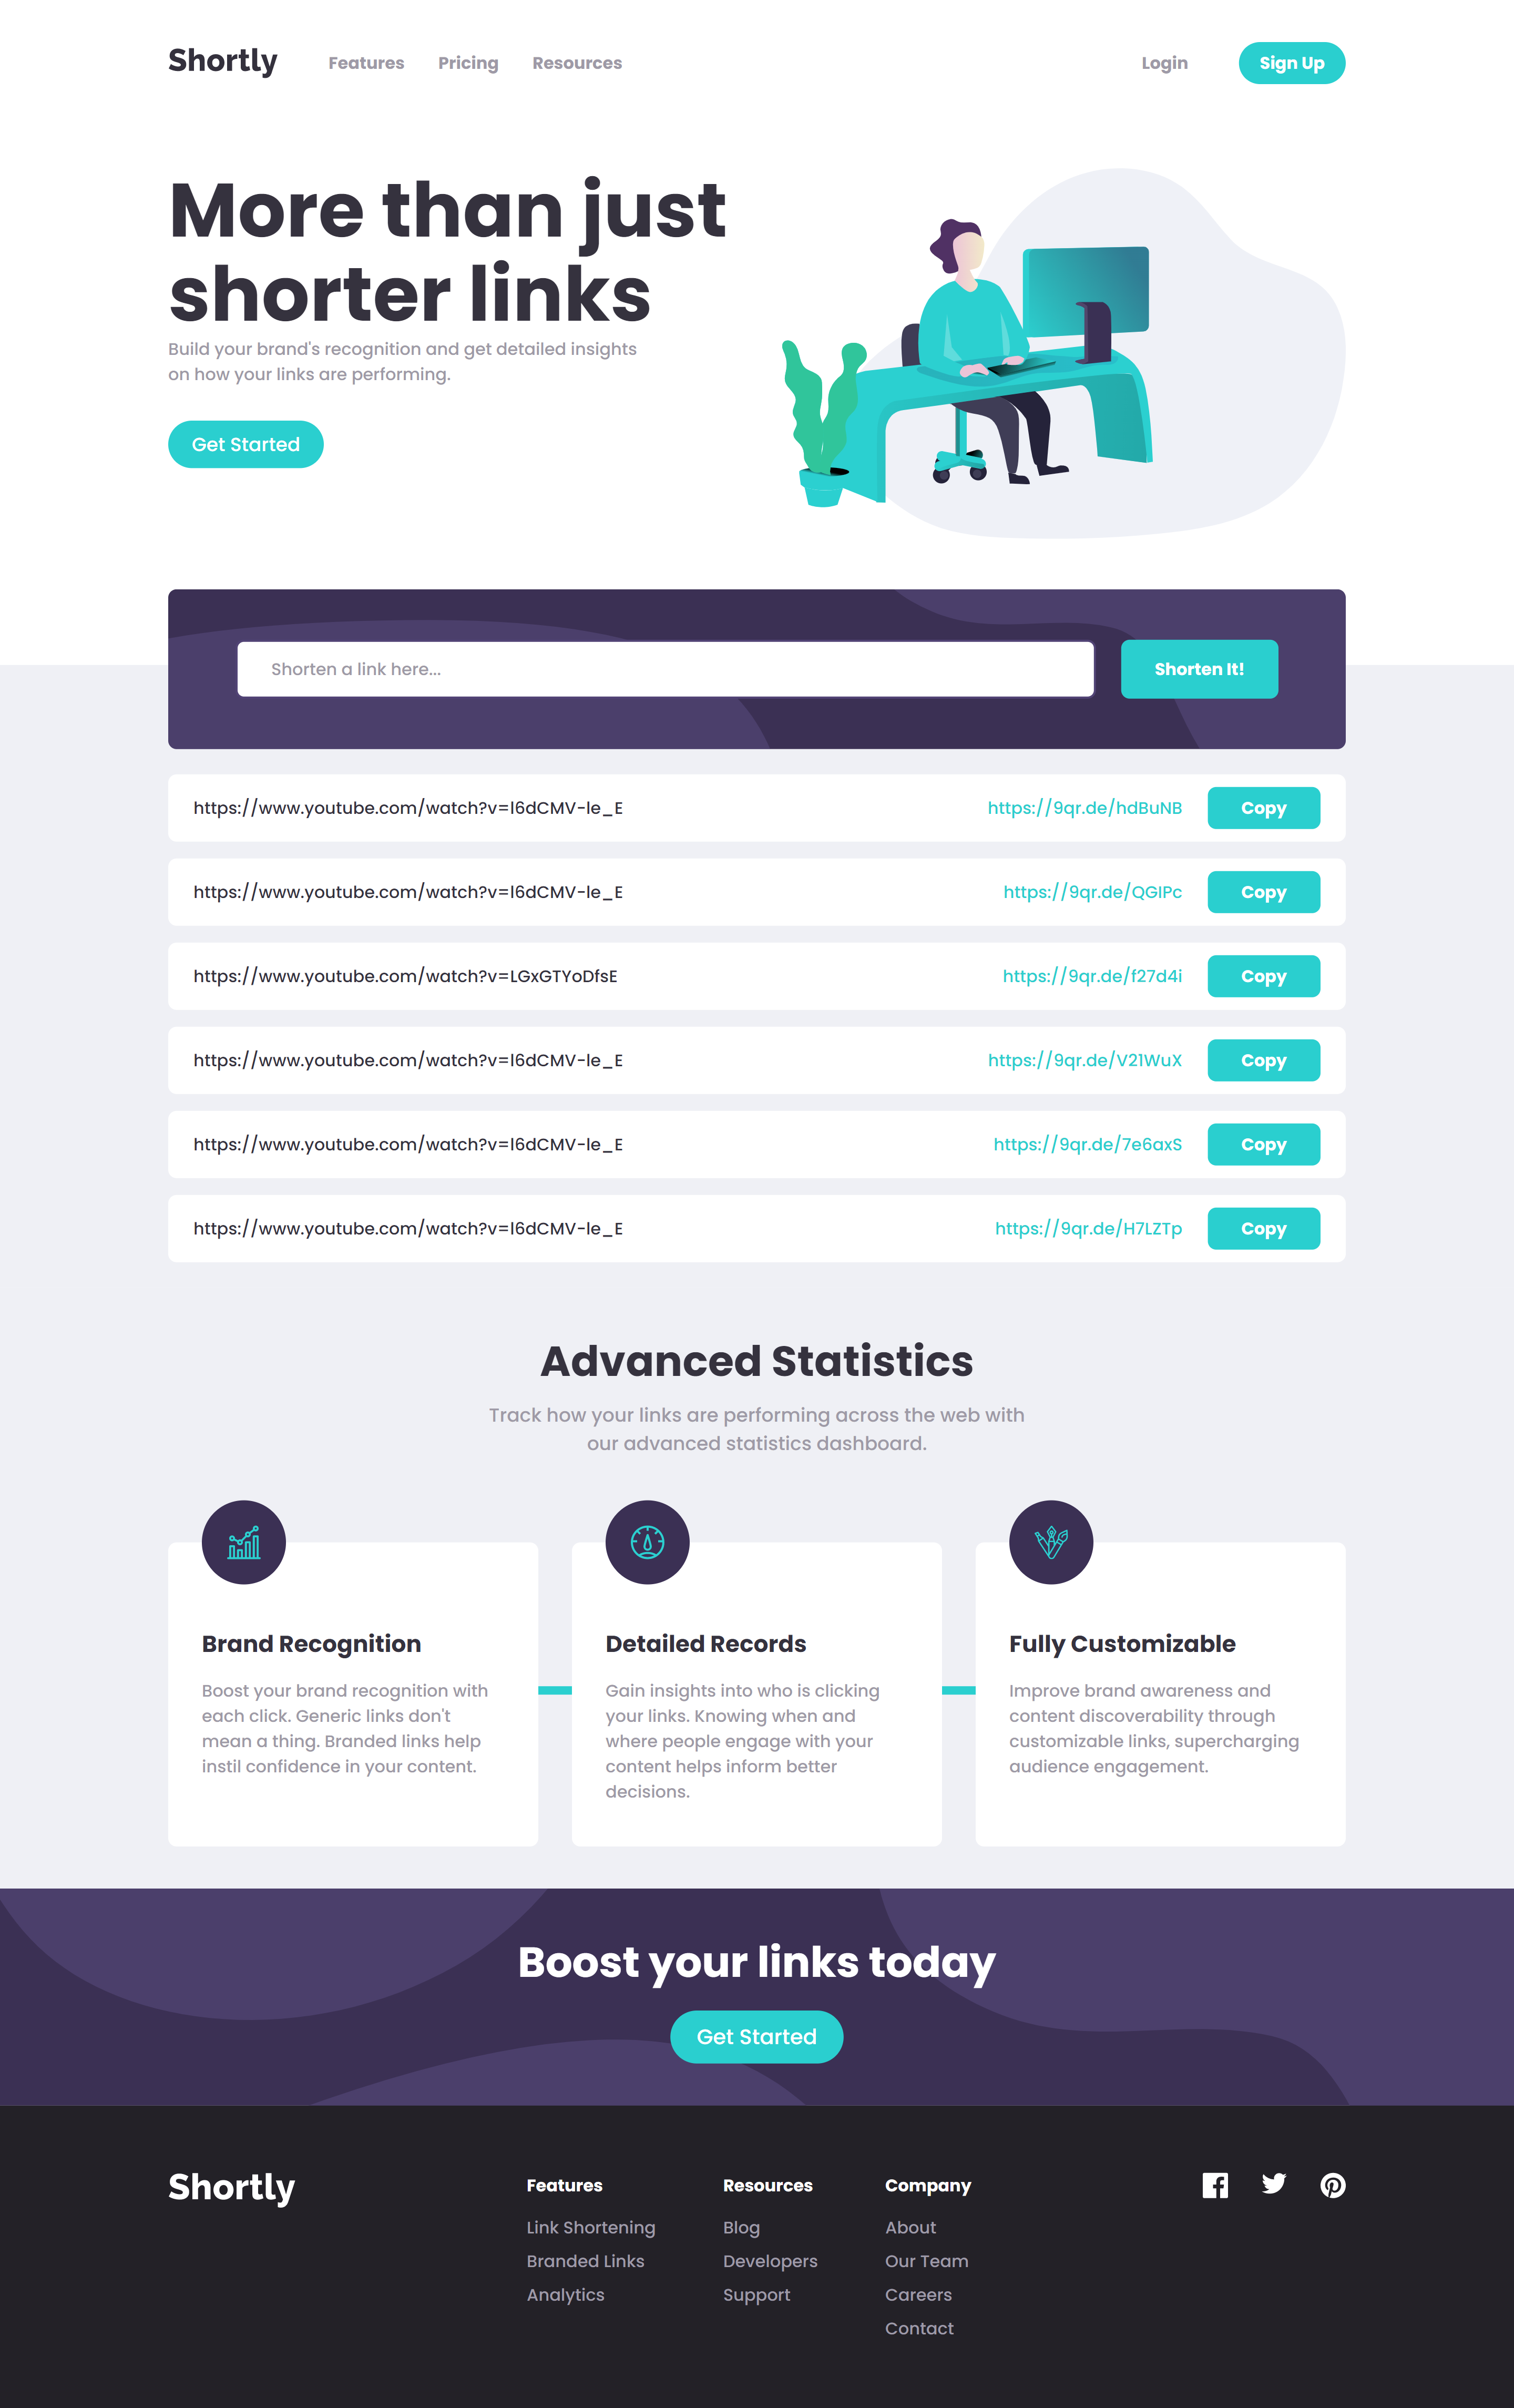 Shortly
Features
Pricing
Resources
Login
Sign Up
More than just
shorter links
Build your brand's recognition and get detailed insights
on how your links are performing.
Get Started
Shorten a link here...
Shorten It!
https://www.youtube.com/watch?v=l6dCMV-le_E
https://9qr.de/hdBuNB
Copy
https://www.youtube.com/watch?v=l6dCMV-le_E
https://9qr.de/QGIPc
Copy
https://www.youtube.com/watch?v=LGxGTYoDfsE
https://9qr.de/f27d4i
Copy
https://www.youtube.com/watch?v=l6dCMV-le_E
https://9qr.de/V21WuX
Copy
https://www.youtube.com/watch?v=l6dCMV-le_E
https://9qr.de/7e6axS
Copy
https://www.youtube.com/watch?v=l6dCMV-le_E
https://9qr.de/H7LZTp
Copy
Advanced Statistics
Track how your links are performing across the web with
our advanced statistics dashboard.
Brand Recognition
Boost your brand recognition with
each click. Generic links don't
mean a thing. Branded links help
instil confidence in your content.
Detailed Records
Gain insights into who is clicking
your links. Knowing when and
where people engage with your
content helps inform better
decisions.
Fully Customizable
Improve brand awareness and
content discoverability through
customizable links, supercharging
audience engagement.
Boost your links today
Get Started
Shortly
Features
Link Shortening
Branded Links
Analytics
Resources
Blog
Developers
Support
Company
About
Our Team
Careers
Contact